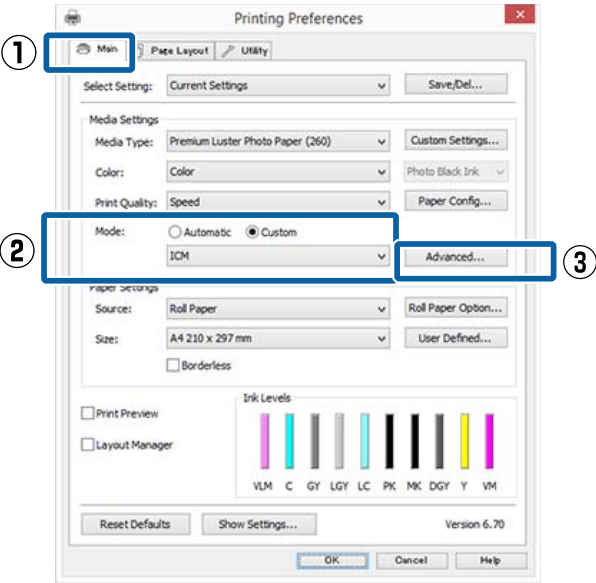 Printing Preferences
1 Main Page Layout Utility
Select Setting: Current Settings Save/Del...
Media Settings
Media Type: Premium Luster Photo Paper (260) Custom Settings...
Color: Color Photo Black Ink
Print Quality: Speed Paper Config...
Mode: Automatic Custom
2 ICM Advanced... 3
Paper Settings
Source: Roll Paper Roll Paper Option...
Size: A4 210 x 297 mm User Defined...
Borderless
Ink Levels
Print Preview
Layout Manager
VLM C GY LGY LC PK MK DGY Y VM
Reset Defaults Show Settings... Version 6.70
OK Cancel Help